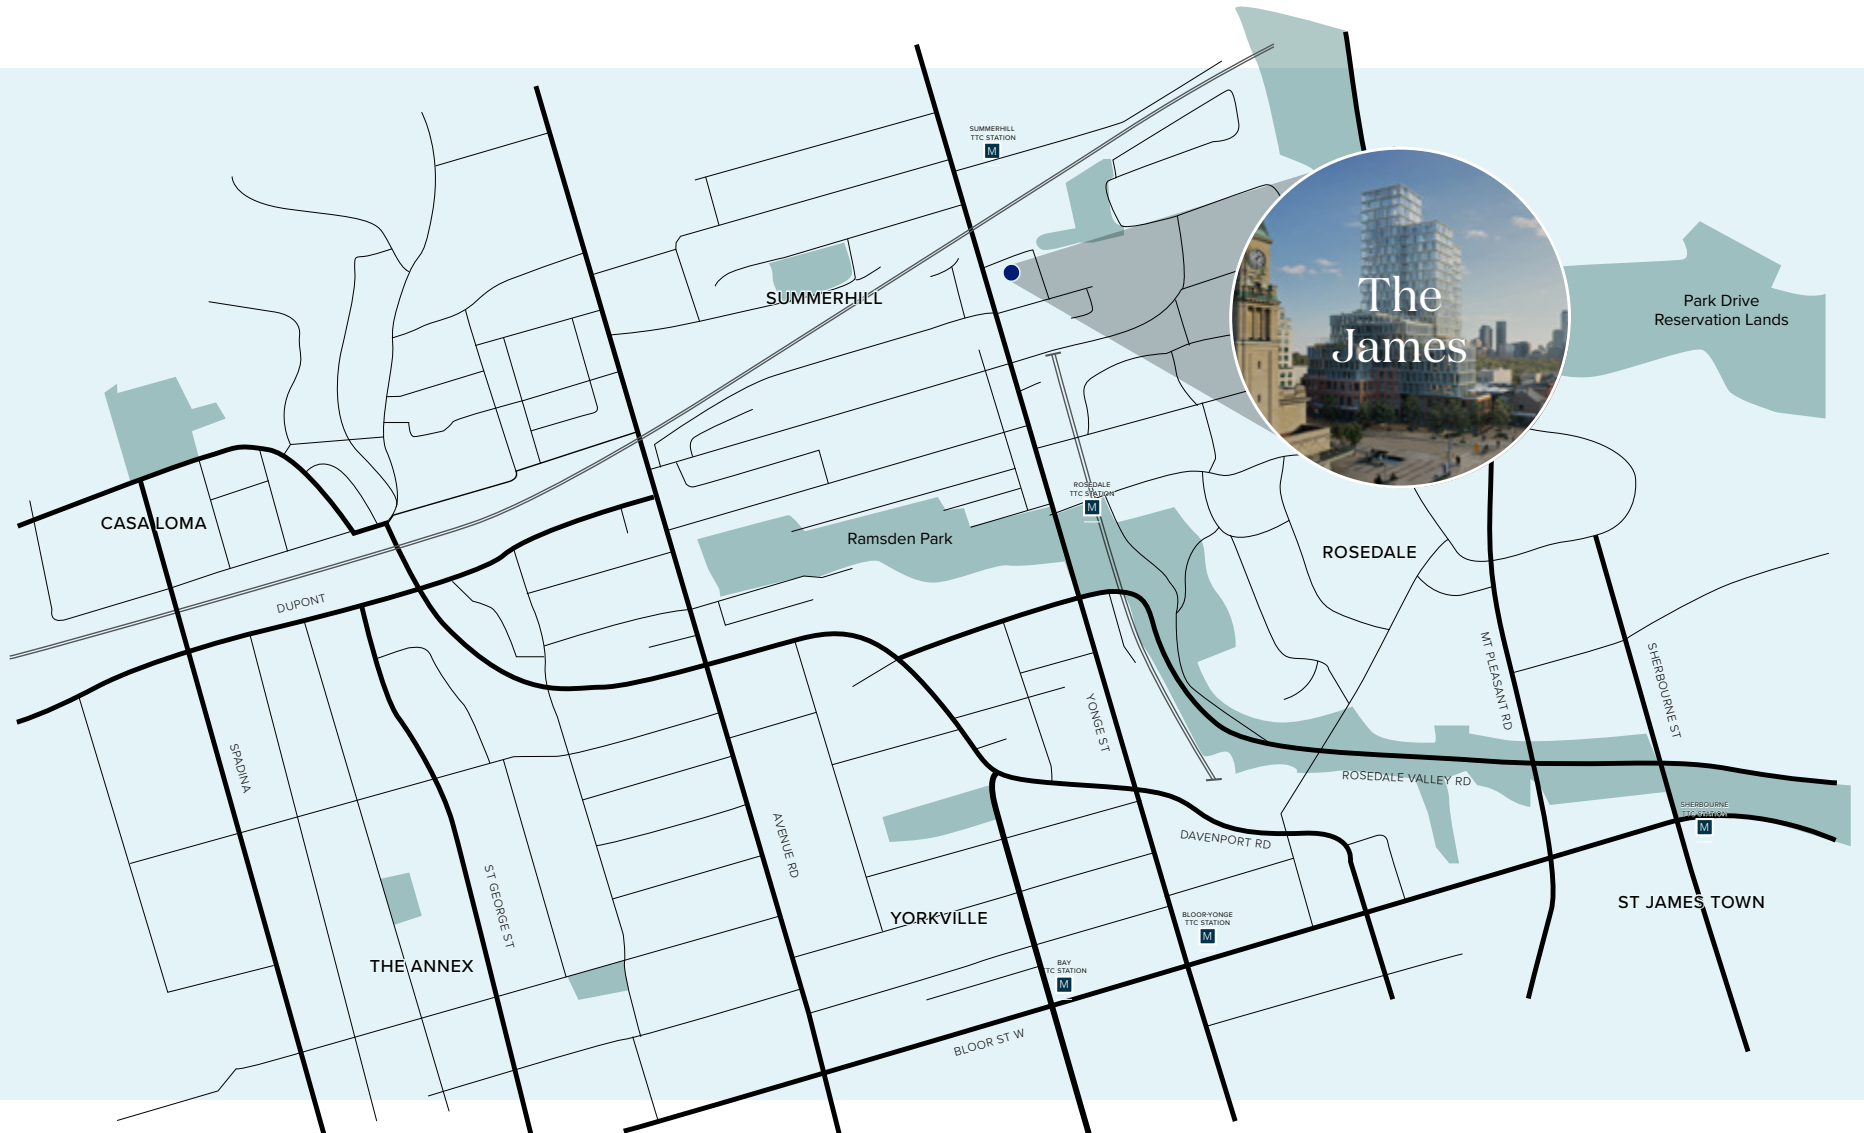 SUMMERHILL
TTC STATION
M
SUMMERHILL
The
James
Park Drive
Reservation Lands
CASA LOMA
ROSEDALE
TTC STATION
M
Ramsden Park
ROSEDALE
DUPONT
MT PLEASANT RD
SHERBOURNE ST
YONGE ST
SPADINA
ROSEDALE VALLEY RD
SHERBOURNE
TTC STATION
M
AVENUE RD
DAVENPORT RD
ST GEORGE ST
ST JAMES TOWN
YORKVILLE
BLOOR-YONGE
TTC STATION
M
THE ANNEX
BAY
TTC STATION
M
BLOOR ST W